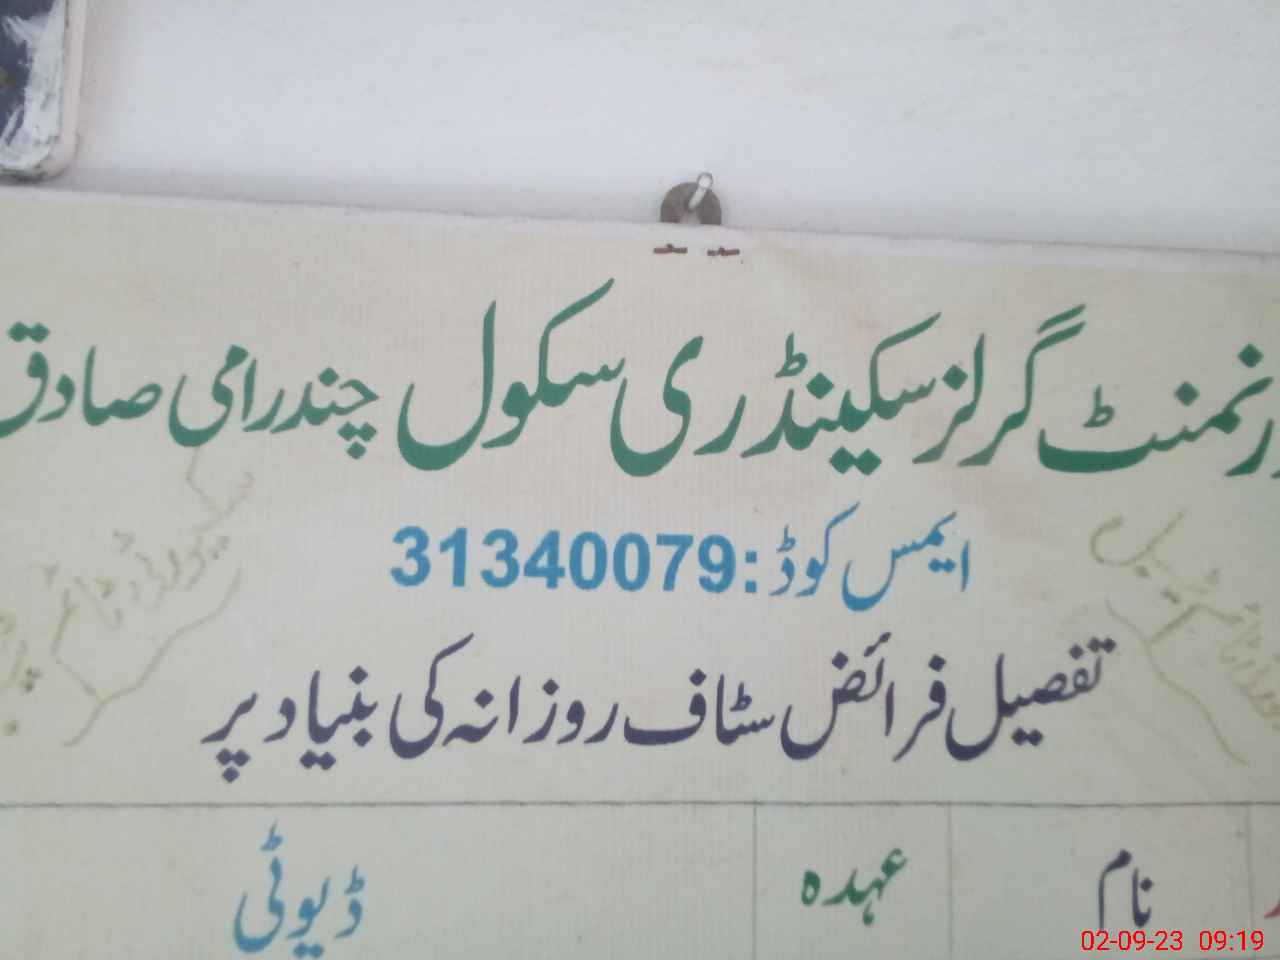 ورنمنٹ گرلز سکینڈری سکول چندرامی صادق
ایمس کوڈ: 31340079
تفصیل فرائض سٹاف روزانہ کی بنیاد پر
نام عہدہ ڈیوٹی
02-09-23 09:19